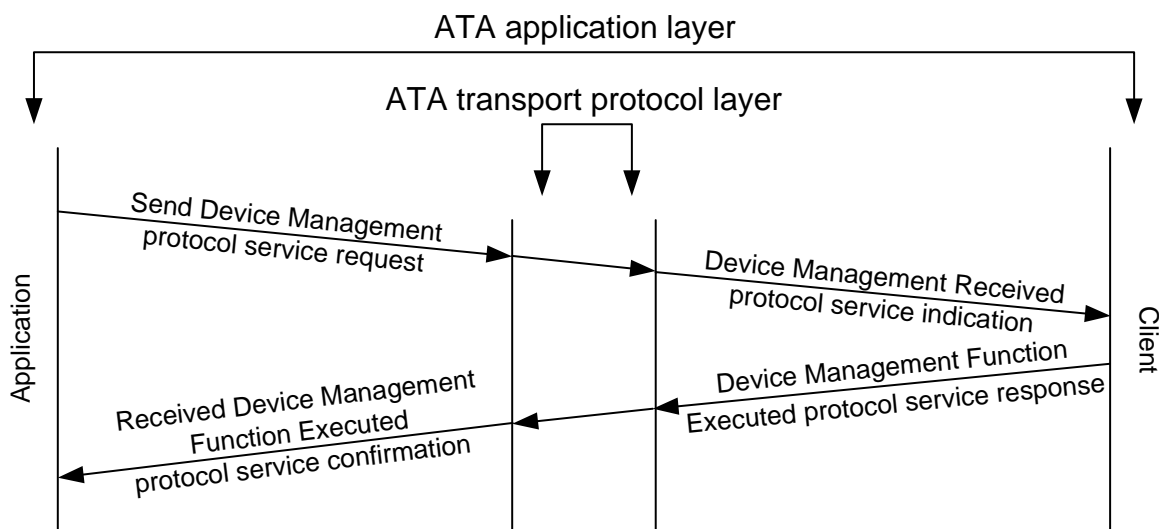 ATA application layer
ATA transport protocol layer
Send Device Management
protocol service request
Device Management Received
protocol service indication
Application
Client
Device Management Function
Executed protocol service response
Received Device Management
Function Executed
protocol service confirmation